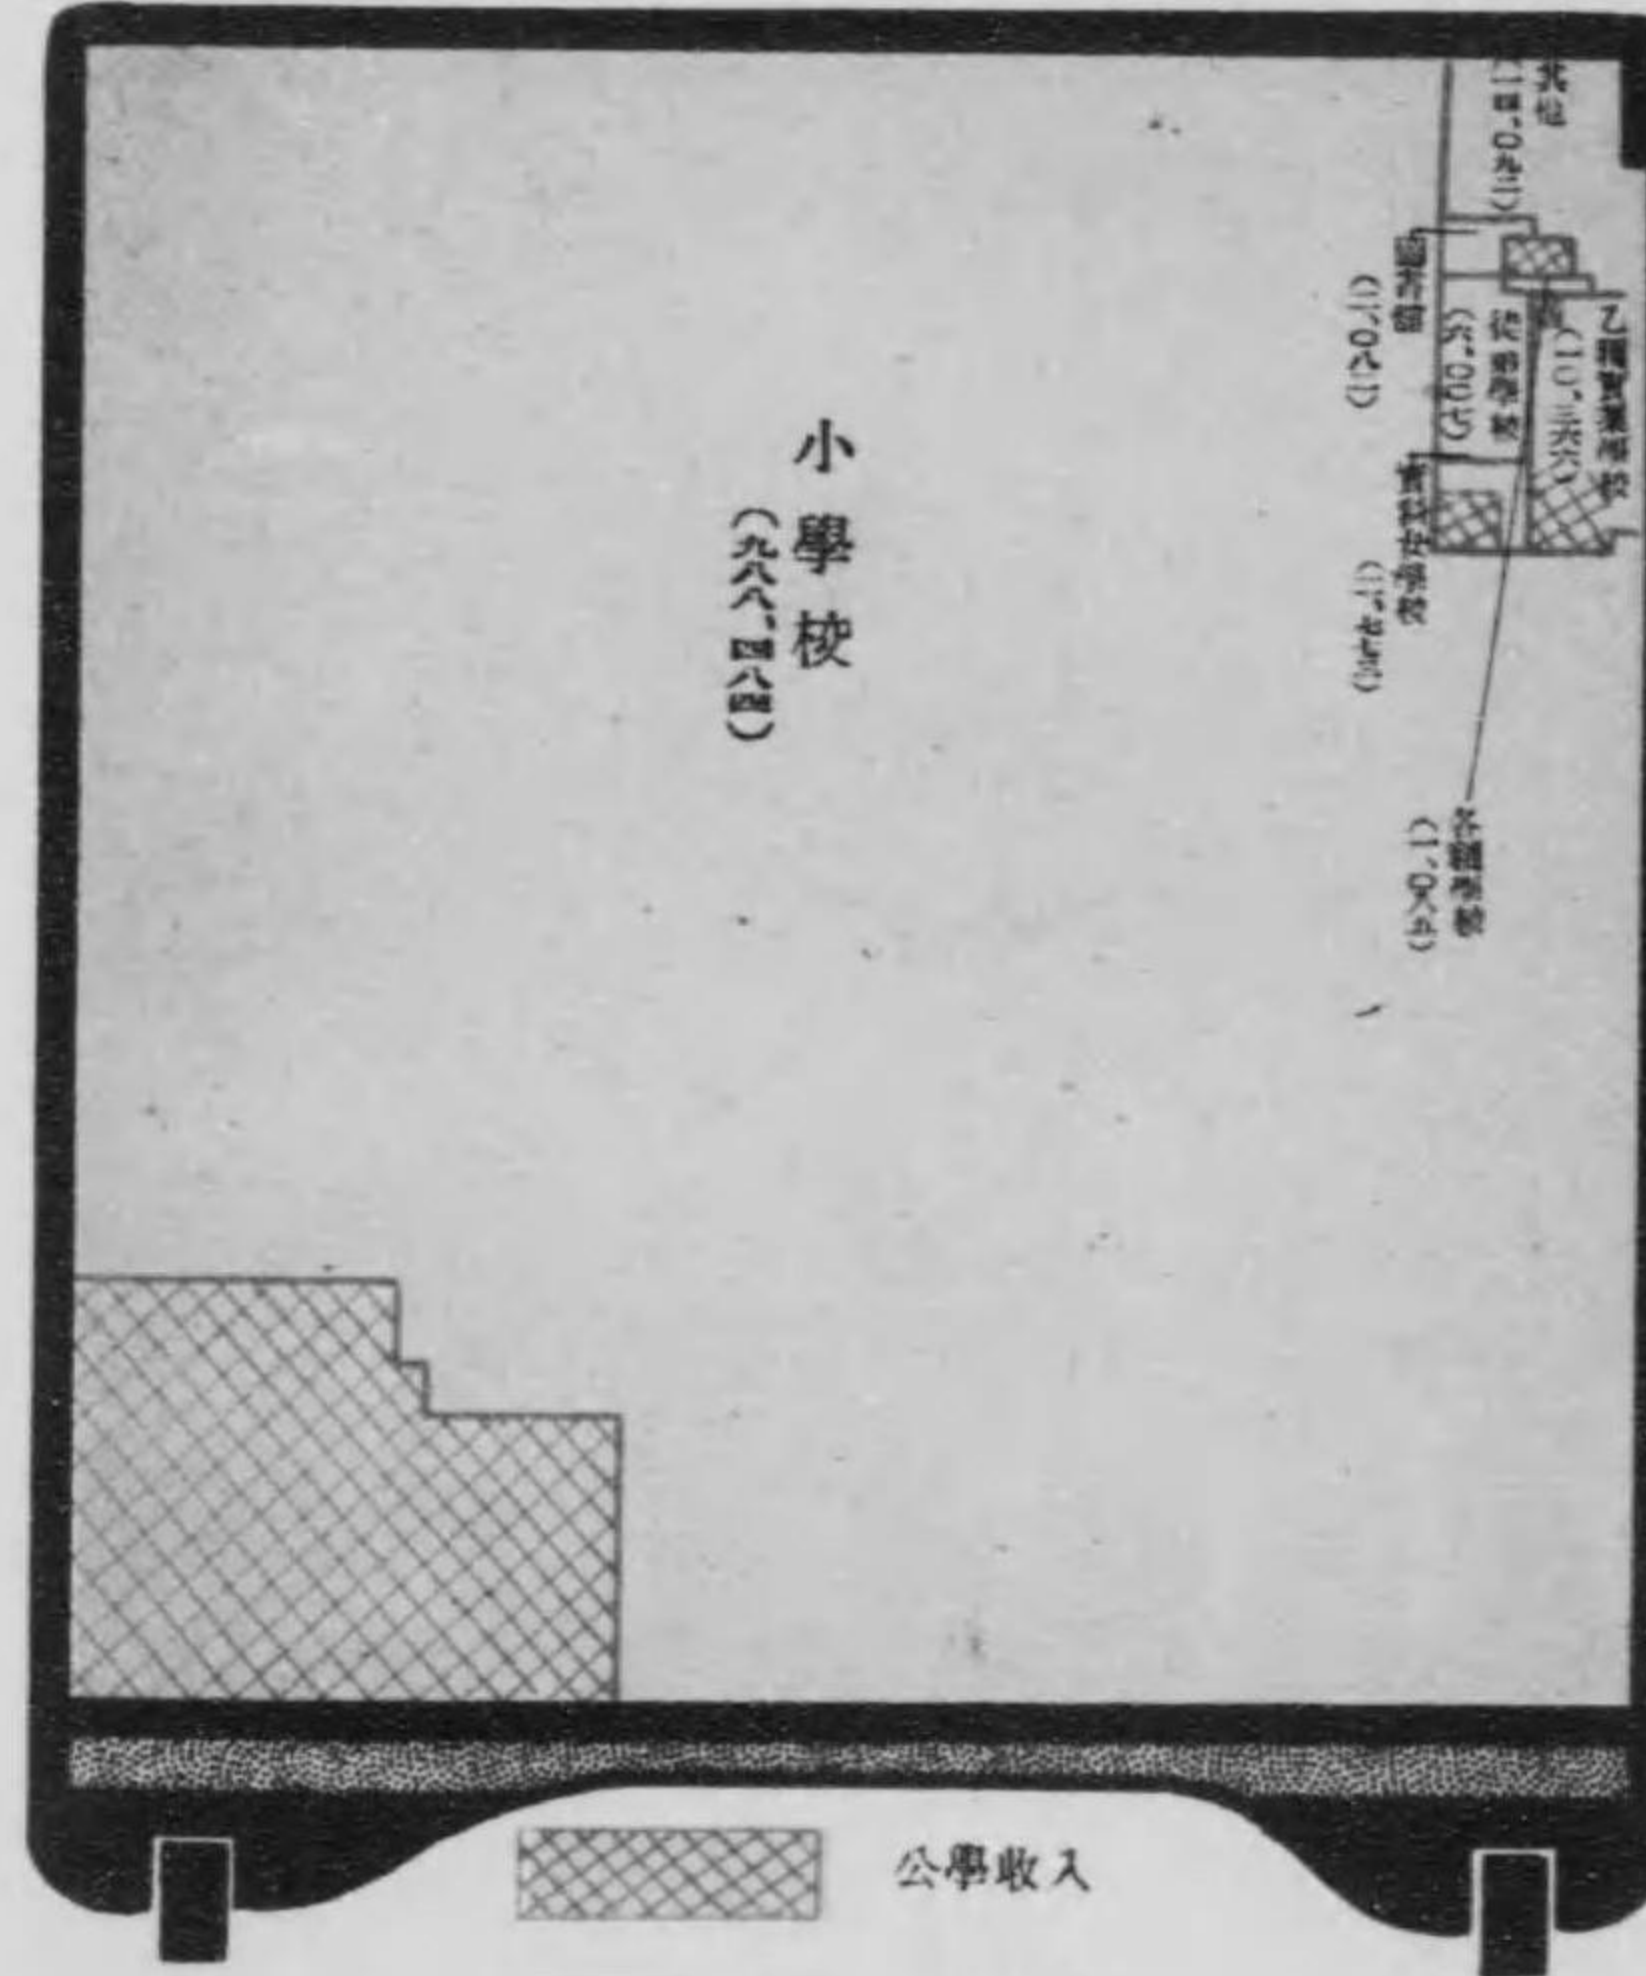 其他
(一四、〇九二)
乙種實業學校
(一〇、三六六)
徒弟學校
(六、〇〇七)
圖書館
(二、〇八二)
實科女學校
(二、七七三)
各種學校
(一、〇八五)
小學校
(九八八、四八四)
公學收入